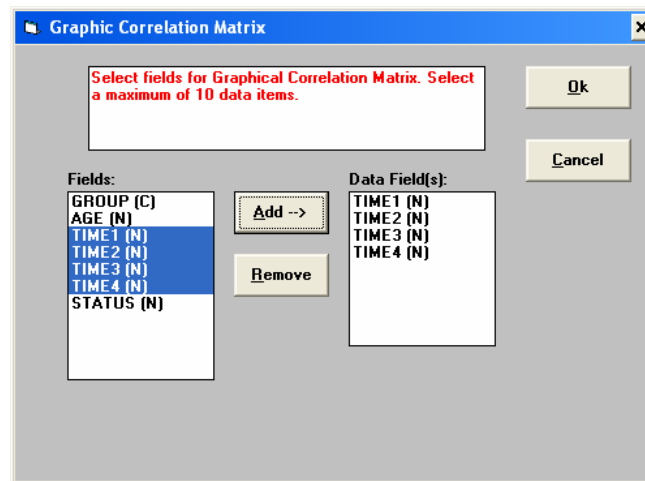 Graphic Correlation Matrix
Select fields for Graphical Correlation Matrix. Select
a maximum of 10 data items.
Ok
Cancel
Fields:
GROUP (C)
AGE (N)
TIME1 (N)
TIME2 (N)
TIME3 (N)
TIME4 (N)
STATUS (N)
Add -->
Remove
Data Field(s):
TIME1 (N)
TIME2 (N)
TIME3 (N)
TIME4 (N)